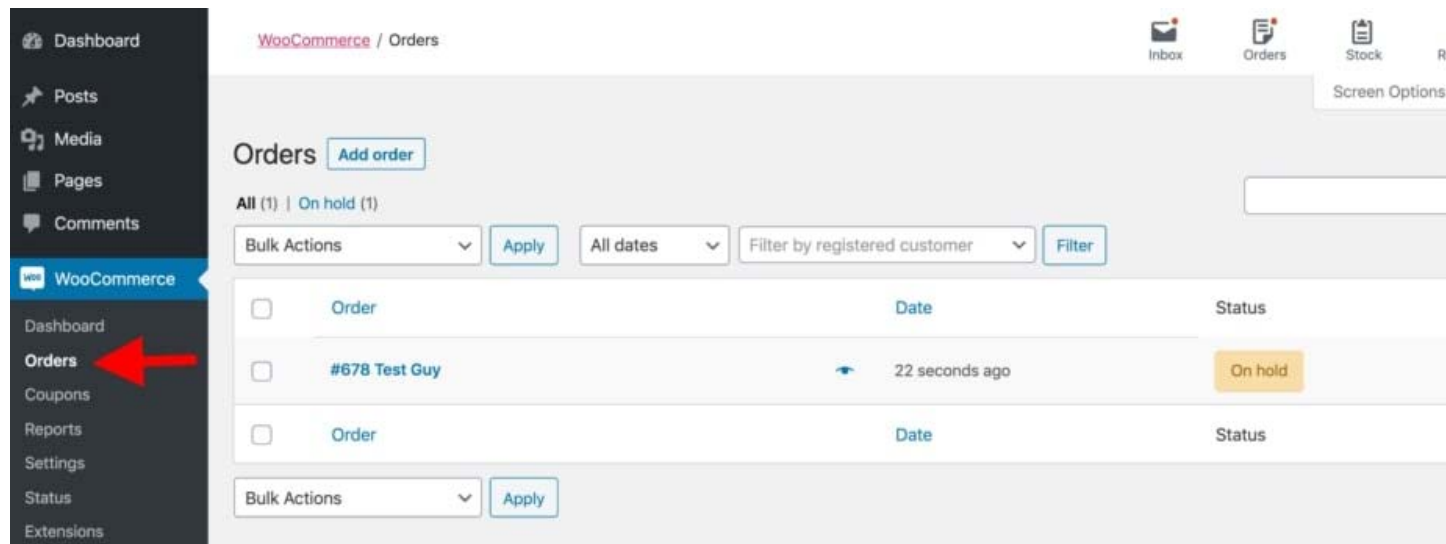 Dashboard
Posts
Media
Pages
Comments
Woo WooCommerce
Dashboard
Orders
Coupons
Reports
Settings
Status
Extensions
WooCommerce / Orders
Inbox
Orders
Stock
R
Screen Options
Orders Add order
All (1) | On hold (1)
Bulk Actions Apply All dates Filter by registered customer Filter
Order Date Status
#678 Test Guy 22 seconds ago On hold
Order Date Status
Bulk Actions Apply